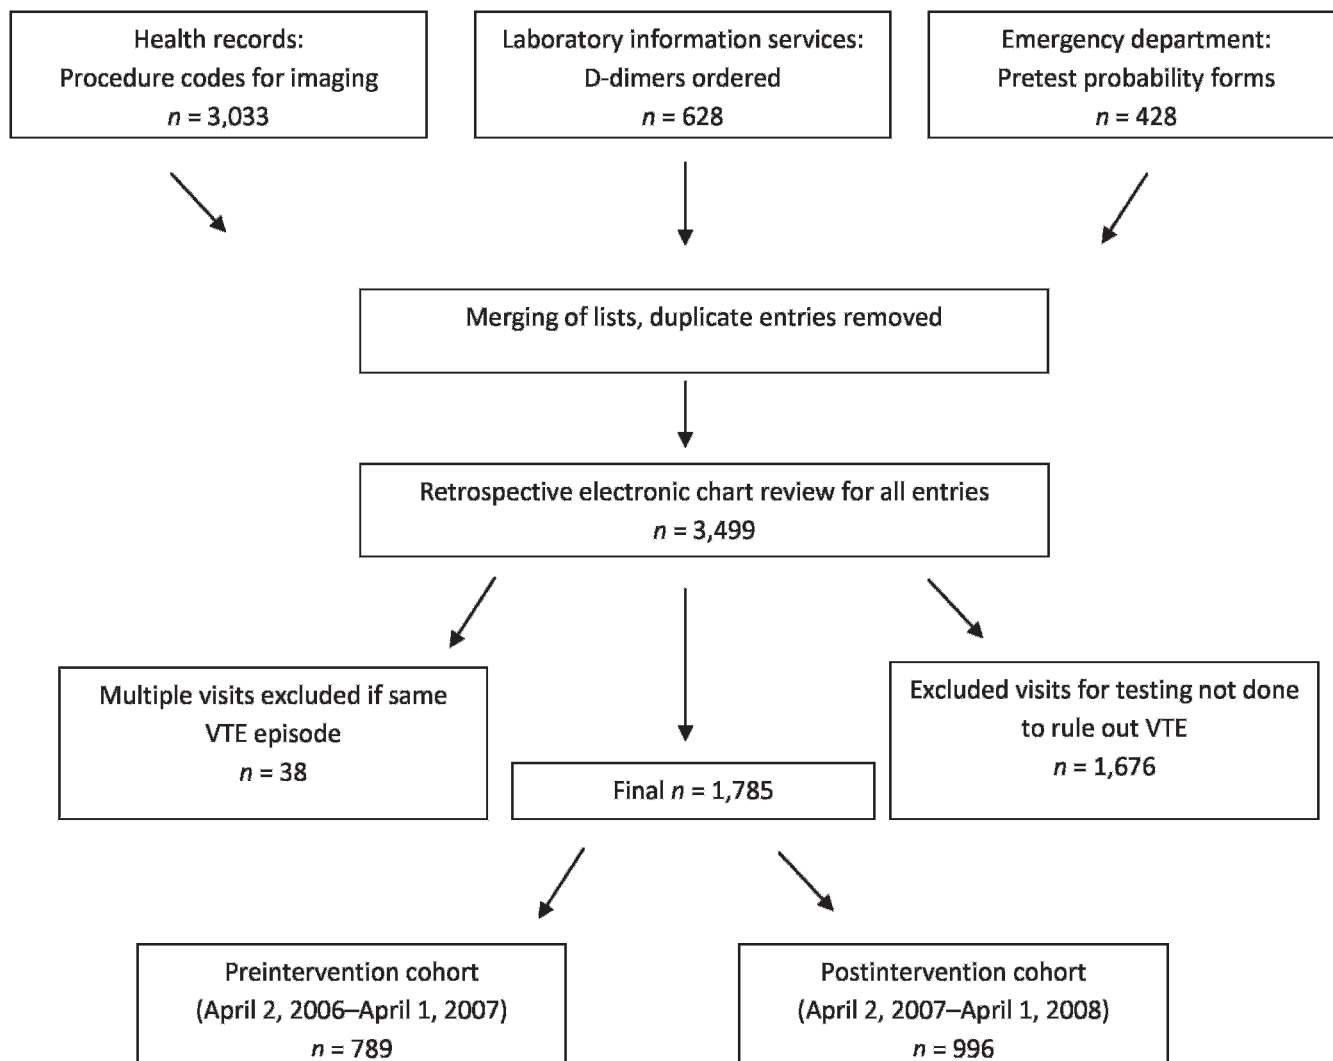 Health records:
Procedure codes for imaging
n = 3,033
Laboratory information services:
D-dimers ordered
n = 628
Emergency department:
Pretest probability forms
n = 428
Merging of lists, duplicate entries removed
Retrospective electronic chart review for all entries
n = 3,499
Multiple visits excluded if same
VTE episode
n = 38
Final n = 1,785
Excluded visits for testing not done
to rule out VTE
n = 1,676
Preintervention cohort
(April 2, 2006–April 1, 2007)
n = 789
Postintervention cohort
(April 2, 2007–April 1, 2008)
n = 996